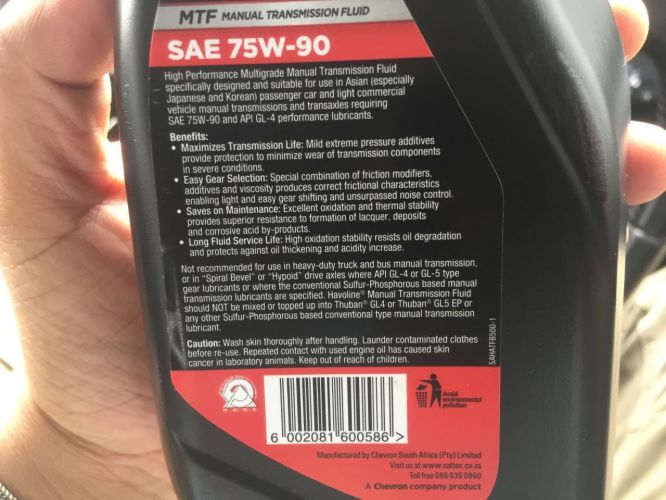 MTF MANUAL TRANSMISSION FLUID
SAE 75W-90
High Performance Multigrade Manual Transmission Fluid
specifically designed and suitable for use in Asian (especially
Japanese and Korean) passenger car and light commercial
vehicle manual transmissions and transaxles requiring
SAE 75W-90 and API GL-4 performance lubricants.
Benefits:
• Maximizes Transmission Life: Mild extreme pressure additives
provide protection to minimize wear of transmission components
in severe conditions.
• Easy Gear Selection: Special combination of friction modifiers,
additives and viscosity produces correct frictional characteristics
enabling light and easy gear shifting and unsurpassed noise control.
• Saves on Maintenance: Excellent oxidation and thermal stability
provides superior resistance to formation of lacquer, deposits
and corrosive acid by-products.
• Long Fluid Service Life: High oxidation stability resists oil degradation
and protects against oil thickening and acidity increase.
Not recommended for use in heavy-duty truck and bus manual transmission,
or in "Spiral Bevel" or "Hypoid" drive axles where API GL-4 or GL-5 type
gear lubricants or where the conventional Sulfur-Phosphorous based manual
transmission lubricants are specified. Havoline® Manual Transmission Fluid
should NOT be mixed or topped up into Thuban® GL4 or Thuban® GL5 EP or
any other Sulfur-Phosphorous based conventional type manual transmission
lubricant.
Caution: Wash skin thoroughly after handling. Launder contaminated clothes
before re-use. Repeated contact with used engine oil has caused skin
cancer in laboratory animals. Keep out of reach of children.
SAHATFB500-1
ROSE
Avoid
environmental
pollution
6 002081 600586 >
Manufactured by Chevron South Africa (Pty) Limited
Visit us at www.caltex.co.za
Toll free 086 030 0860
A Chevron company product